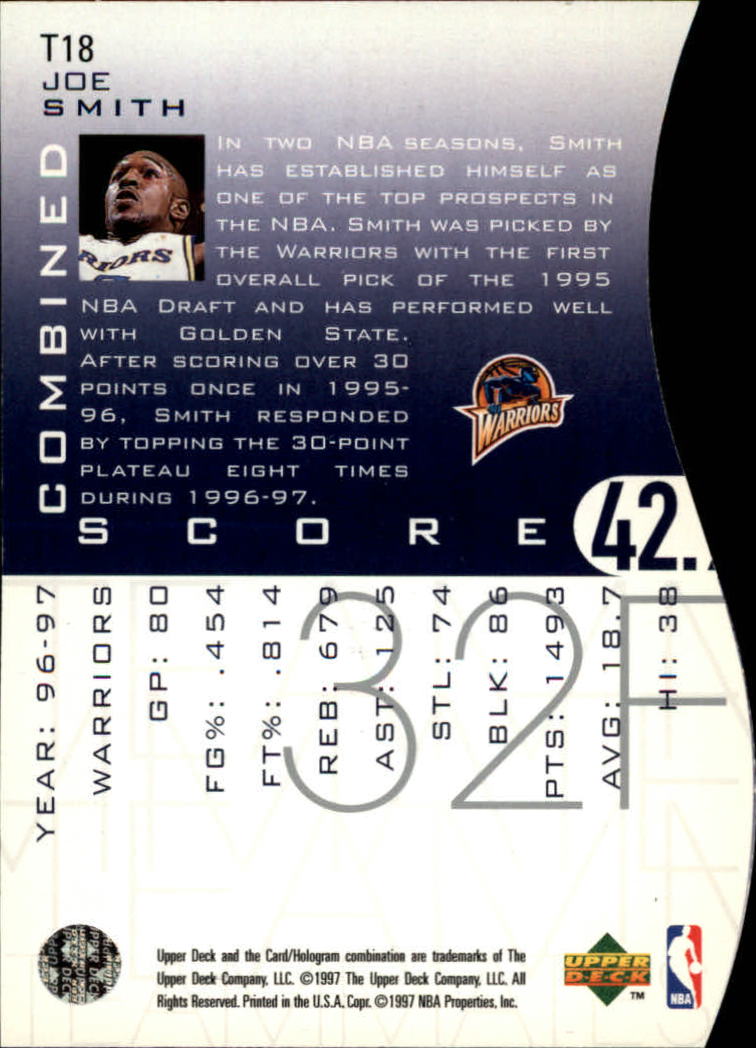 T18
JOE
SMITH
COMBINED
IN TWO NBA SEASONS, SMITH
HAS ESTABLISHED HIMSELF AS
ONE OF THE TOP PROSPECTS IN
THE NBA. SMITH WAS PICKED BY
THE WARRIORS WITH THE FIRST
OVERALL PICK OF THE 1995
NBA DRAFT AND HAS PERFORMED WELL
WITH GOLDEN STATE.
AFTER SCORING OVER 30
POINTS ONCE IN 1995-
96, SMITH RESPONDED
BY TOPPING THE 30-POINT
PLATEAU EIGHT TIMES
DURING 1996-97.
WARRIORS
SCORE
42.
YEAR: 96-97
WARRIORS
GP: 80
FG%: .454
FT%: .814
REB: 679
AST: 125
STL: 74
BLK: 86
PTS: 1493
AVG: 18.7
HI: 38
32F
Upper Deck and the Card/Hologram combination are trademarks of The
Upper Deck Company, LLC. ©1997 The Upper Deck Company, LLC. All
Rights Reserved. Printed in the U.S.A. Copr. ©1997 NBA Properties, Inc.
UPPER
DECK
TM
NBA